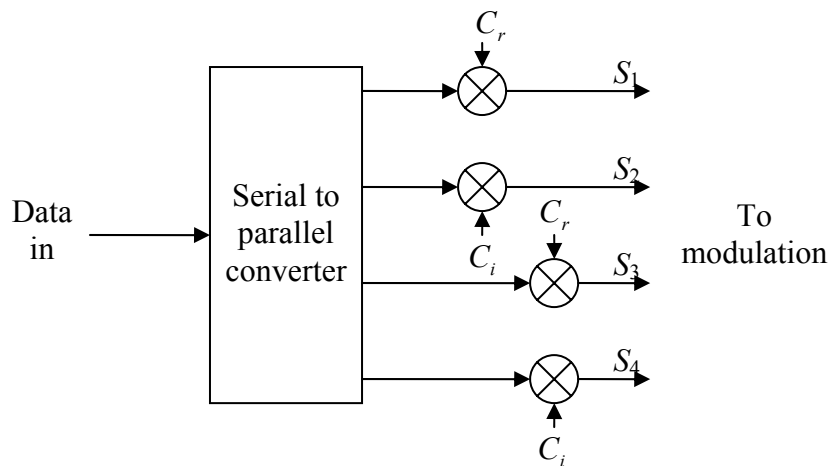 C_r
S_1
S_2
Data
in
Serial to
parallel
converter
C_r
C_i
S_3
To
modulation
S_4
C_i